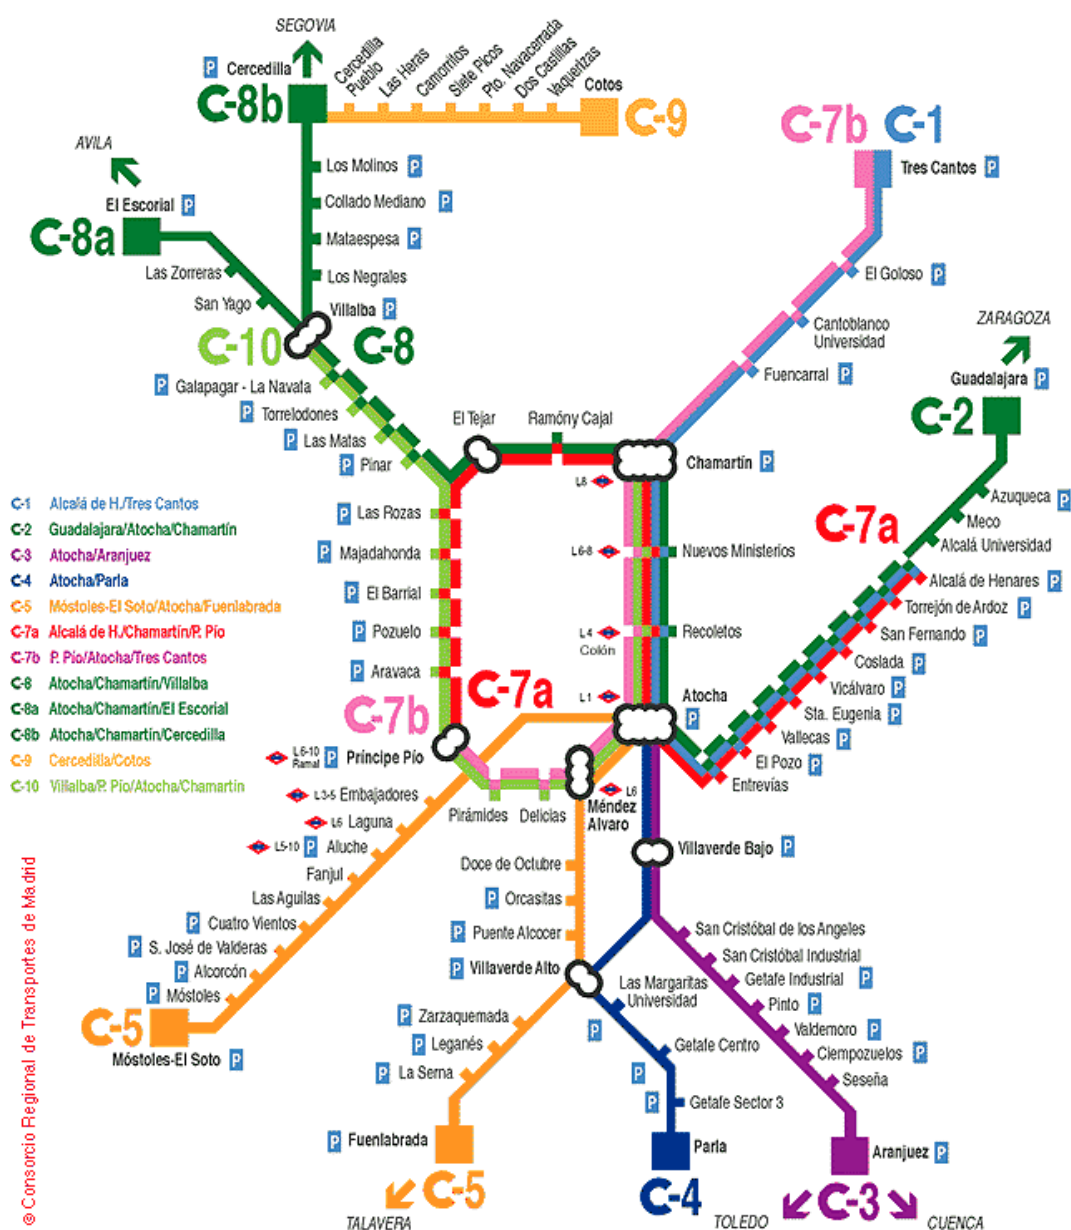 SEGOVIA
P Cercedilla
C-8b
Cercedilla
Pueblo
Las Heras
Camorritos
Siete Picos
Pto. Navacerrada
Dos Castillas
Vaquerizas
Cotos
C-9
C-7b C-1
Tres Cantos P
AVILA
El Escorial P
C-8a
Los Molinos P
Collado Mediano P
Mataespesa P
Los Negrales
Las Zorreras
San Yago
Villalba P
C-10 C-8
El Goloso P
Cantoblanco
Universidad
Fuencarral P
ZARAGOZA
Guadalajara P
C-2
P Galapagar - La Navata
P Torrelodones
P Las Matas
P Pinar
El Tejar
Ramóny Cajal
Chamartín P
L8
Azuqueca P
Meco
Alcalá Universidad
C-7a
P Las Rozas
P Majadahonda
P El Barrial
P Pozuelo
P Aravaca
L6-8
Nuevos Ministerios
L4
Colón
Recoletos
L1
Atocha
P
Alcalá de Henares P
Torrejón de Ardoz P
San Fernando P
Coslada P
Vicálvaro P
Sta. Eugenia P
Vallecas P
El Pozo P
Entrevías
C-1 Alcalá de H./Tres Cantos
C-2 Guadalajara/Atocha/Chamartín
C-3 Atocha/Aranjuez
C-4 Atocha/Parla
C-5 Móstoles-El Soto/Atocha/Fuenlabrada
C-7a Alcalá de H./Chamartín/P. Pío
C-7b P. Pío/Atocha/Tres Cantos
C-8 Atocha/Chamartín/Villalba
C-8a Atocha/Chamartín/El Escorial
C-8b Atocha/Chamartín/Cercedilla
C-9 Cercedilla/Cotos
C-10 Villalba/P. Pío/Atocha/Chamartín
C-7b C-7a
L6-10
Ramal P Príncipe Pío
L3-5 Embajadores
L6 Laguna
L5-10 P Aluche
Fanjul
Las Aguilas
P Cuatro Vientos
P S. José de Valderas
P Alcorcón
P Móstoles
C-5
Móstoles-El Soto P
Pirámides
Delicias
L6
Méndez
Alvaro
Doce de Octubre
P Orcasitas
P Puente Alcocer
P Villaverde Alto
Villaverde Bajo P
P Zarzaquemada
P Leganés
P La Serna
P Fuenlabrada
C-5
TALAVERA
Las Margaritas
Universidad
P
Getafe Centro
P
P Getafe Sector 3
Parla
C-4
San Cristóbal de los Angeles
San Cristóbal Industrial
Getafe Industrial P
Pinto P
Valdemoro P
Ciempozuelos P
Seseña
Aranjuez P
C-3
TOLEDO
CUENCA
© Consorcio Regional de Transportes de Madrid